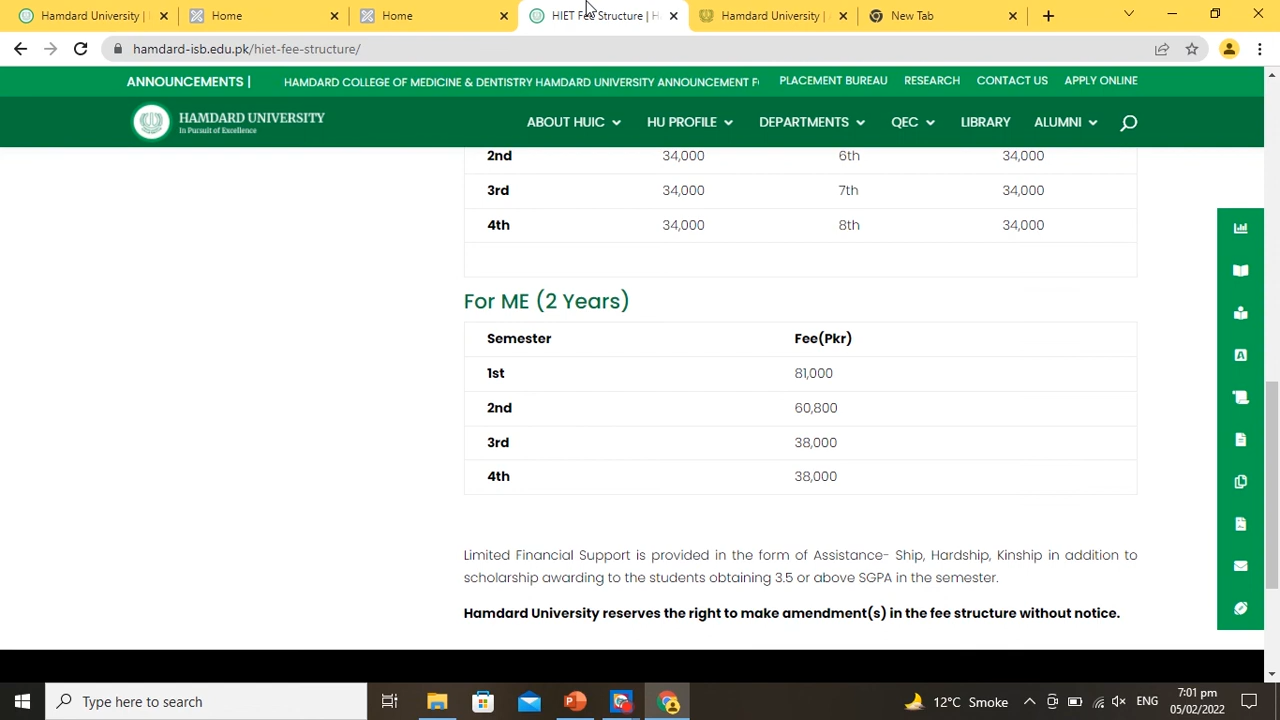 Hamdard University |
Home
Home
HIET Fee Structure | H
Hamdard University |
New Tab
hamdard-isb.edu.pk/hiet-fee-structure/
ANNOUNCEMENTS |
HAMDARD COLLEGE OF MEDICINE & DENTISTRY HAMDARD UNIVERSITY ANNOUNCEMENT F
PLACEMENT BUREAU RESEARCH CONTACT US APPLY ONLINE
HAMDARD UNIVERSITY
In Pursuit of Excellence
ABOUT HUIC HU PROFILE DEPARTMENTS QEC LIBRARY ALUMNI
2nd 34,000 6th 34,000
3rd 34,000 7th 34,000
4th 34,000 8th 34,000
For ME (2 Years)
Semester Fee(Pkr)
1st 81,000
2nd 60,800
3rd 38,000
4th 38,000
Limited Financial Support is provided in the form of Assistance- Ship, Hardship, Kinship in addition to
scholarship awarding to the students obtaining 3.5 or above SGPA in the semester.
Hamdard University reserves the right to make amendment(s) in the fee structure without notice.
Type here to search
12°C Smoke
ENG
7:01 pm
05/02/2022